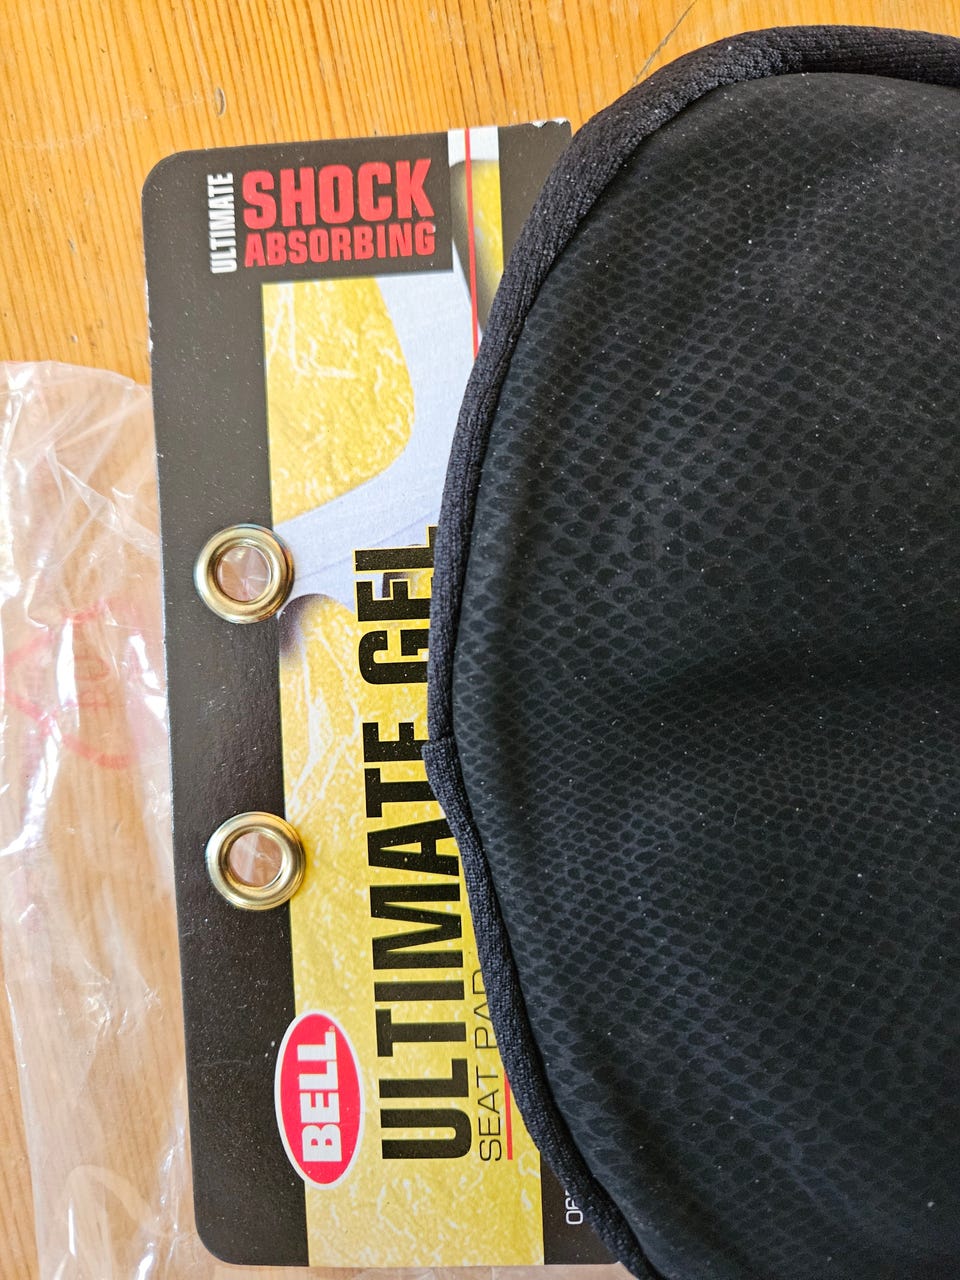 ULTIMATE
SHOCK
ABSORBING
BELL
ULTIMATE GEL
SEAT PAD